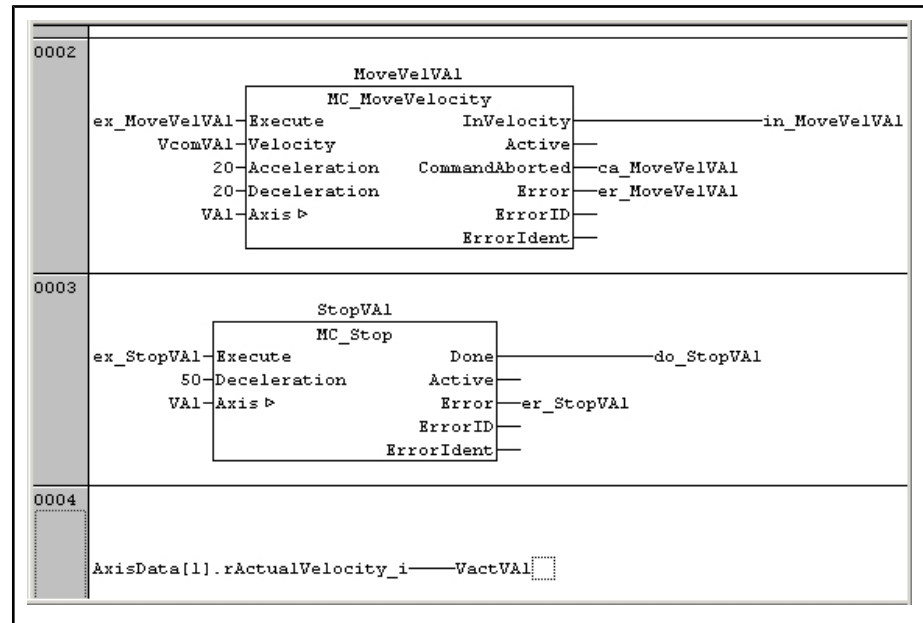 0002
MoveVelVA1
MC_MoveVelocity
ex_MoveVelVA1 Execute InVelocity in_MoveVelVA1
VcomVA1 Velocity Active
20 Acceleration CommandAborted ca_MoveVelVA1
20 Deceleration Error er_MoveVelVA1
VA1 Axis ▷ ErrorID
ErrorIdent
0003
StopVA1
MC_Stop
ex_StopVA1 Execute Done do_StopVA1
50 Deceleration Active
VA1 Axis ▷ Error er_StopVA1
ErrorID
ErrorIdent
0004
AxisData[1].rActualVelocity_i VactVA1